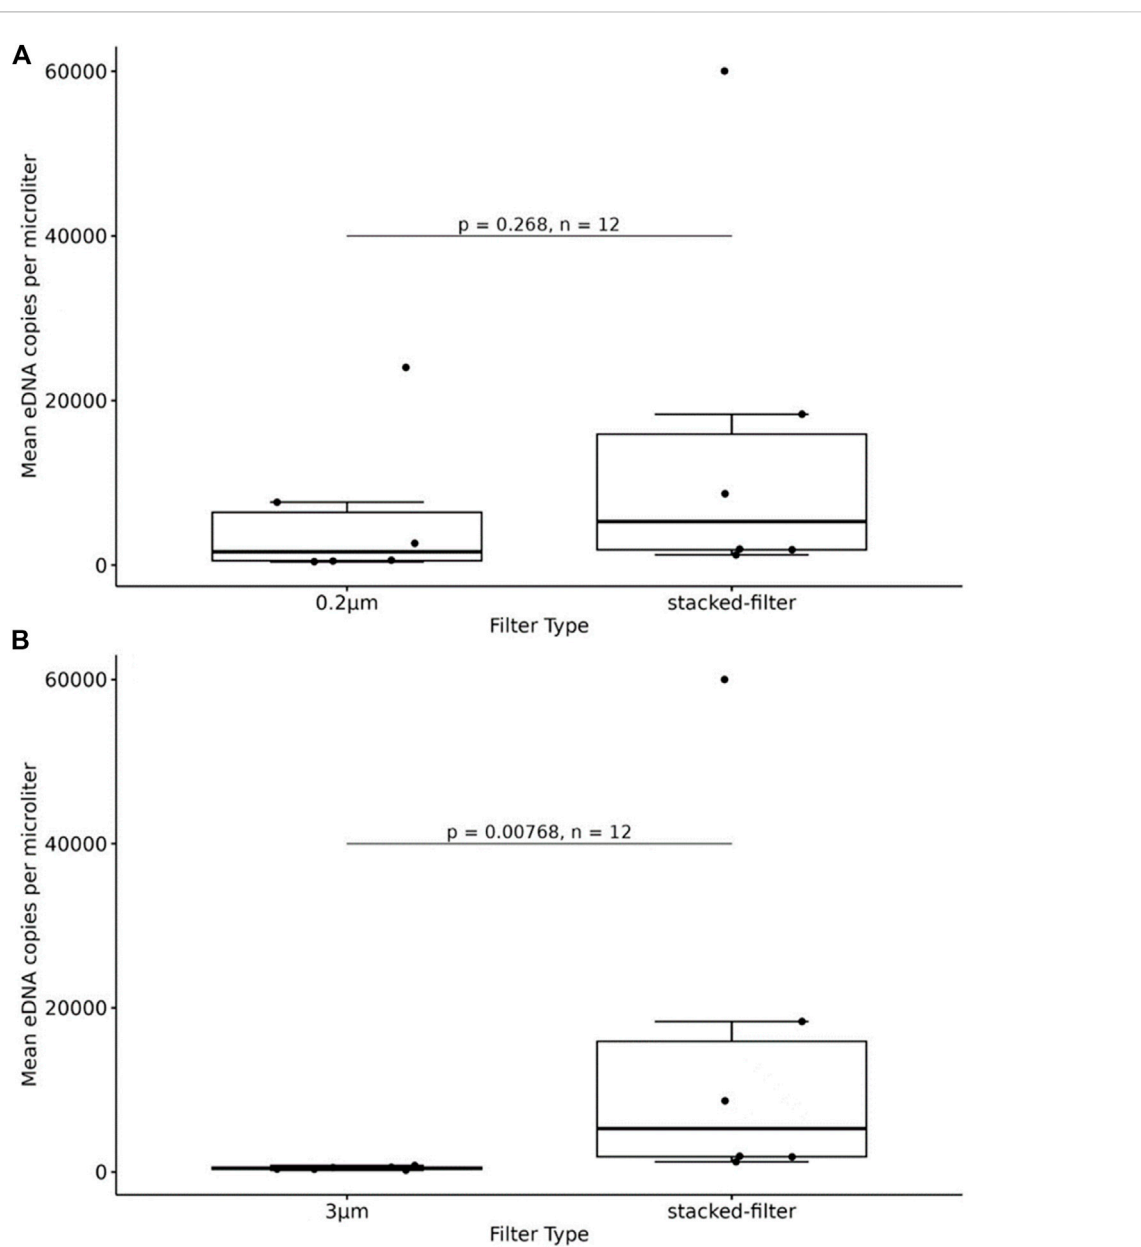 A
60000
p = 0.268, n = 12
40000
Mean eDNA copies per microliter
20000
0
0.2μm
stacked-filter
Filter Type
B
60000
p = 0.00768, n = 12
40000
Mean eDNA copies per microliter
20000
0
3μm
stacked-filter
Filter Type